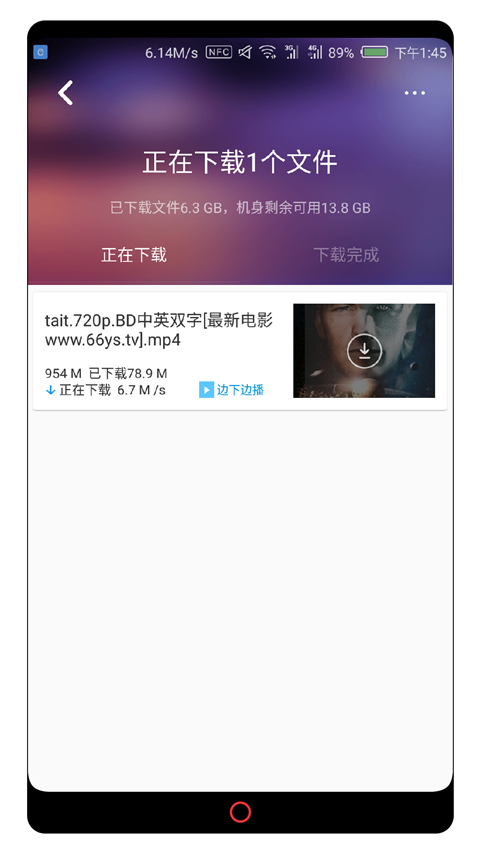 6.14M/s NFC 3G 4G 89% 下午1:45
正在下载1个文件
已下载文件6.3 GB，机身剩余可用13.8 GB
正在下载 下载完成
tait.720p.BD中英双字[最新电影
www.66ys.tv].mp4
954 M 已下载78.9 M
正在下载 6.7 M /s 边下边播